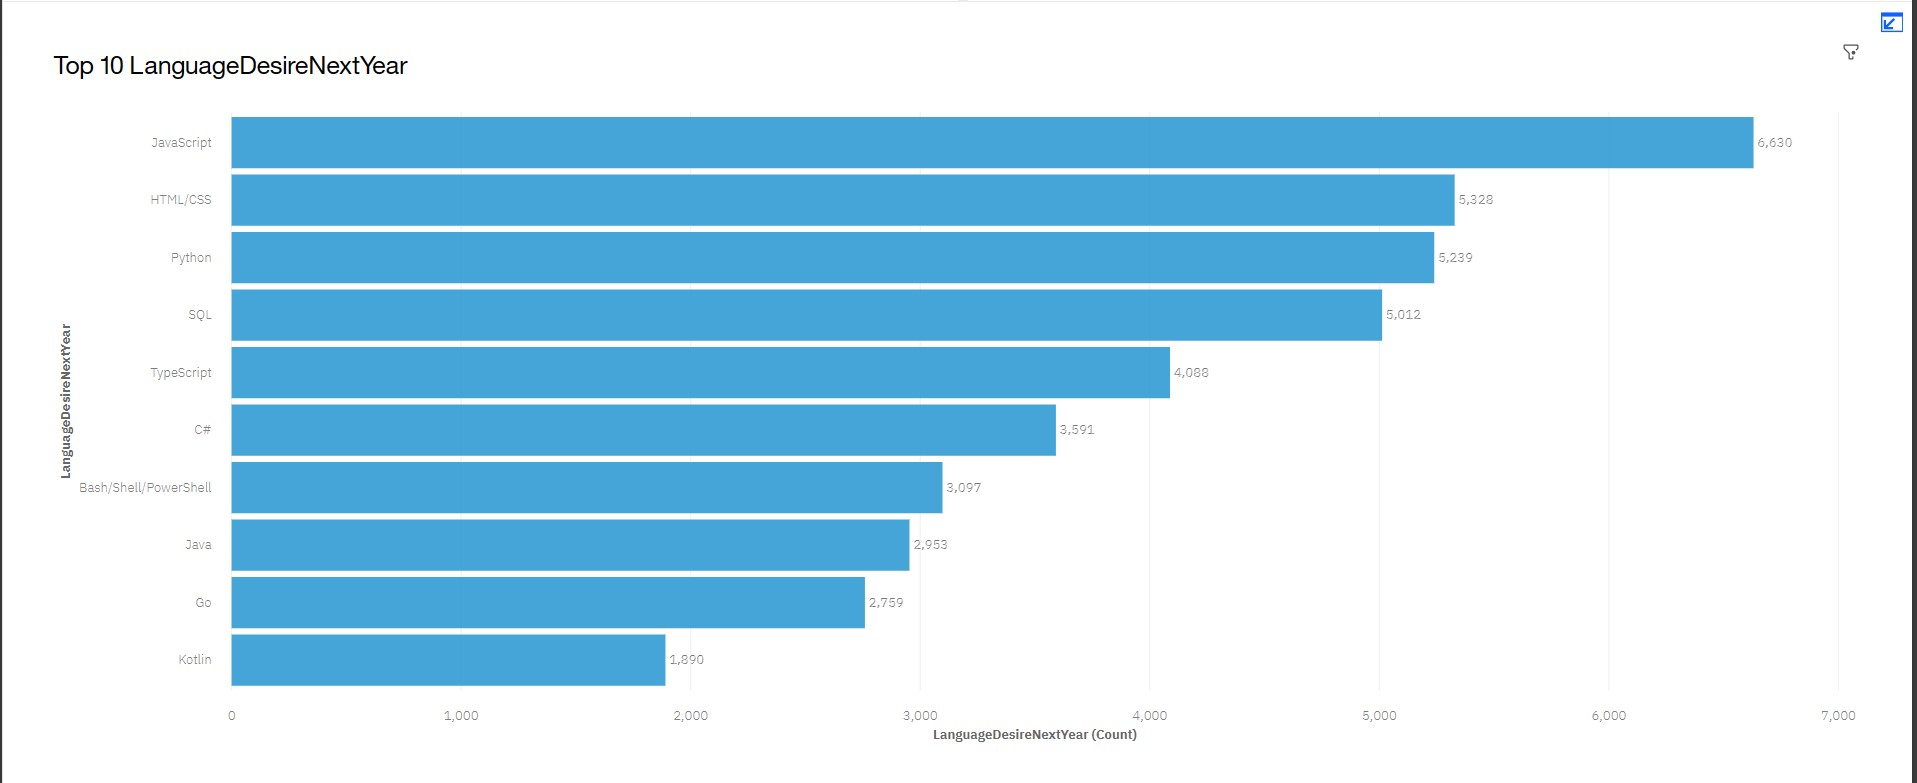 Top 10 LanguageDesireNextYear
LanguageDesireNextYear
JavaScript 6,630
HTML/CSS 5,328
Python 5,239
SQL 5,012
TypeScript 4,088
C# 3,591
Bash/Shell/PowerShell 3,097
Java 2,953
Go 2,759
Kotlin 1,890
0 1,000 2,000 3,000 4,000 5,000 6,000 7,000
LanguageDesireNextYear (Count)